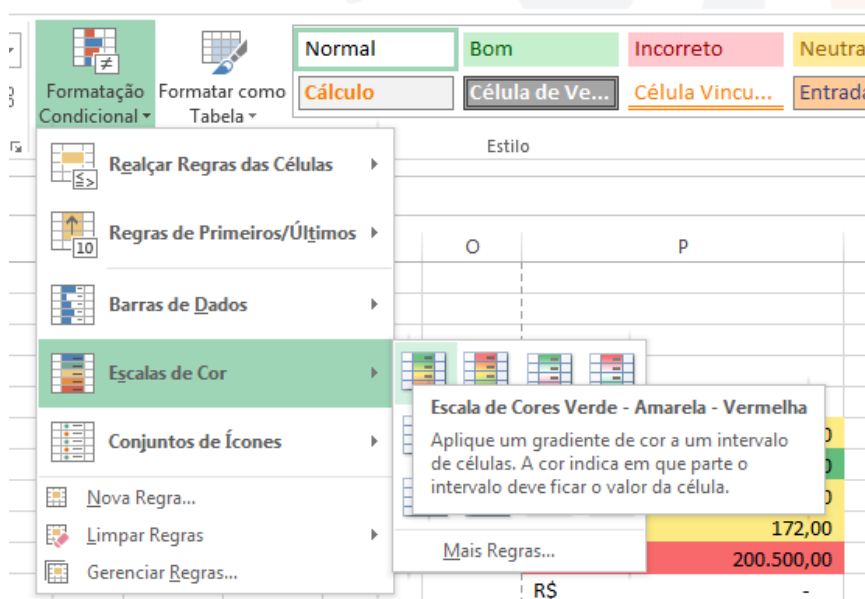 Normal
Bom
Incorreto
Neutra
Cálculo
Célula de Ve...
Célula Vincu...
Entrada
Formatação
Condicional
Formatar como
Tabela
Estilo
Realçar Regras das Células
Regras de Primeiros/Últimos
10
Barras de Dados
Escalas de Cor
Conjuntos de Ícones
Nova Regra...
Limpar Regras
Gerenciar Regras...
O
P
Escala de Cores Verde - Amarela - Vermelha
Aplique um gradiente de cor a um intervalo
de células. A cor indica em que parte o
intervalo deve ficar o valor da célula.
Mais Regras...
172,00
200.500,00
R$ -